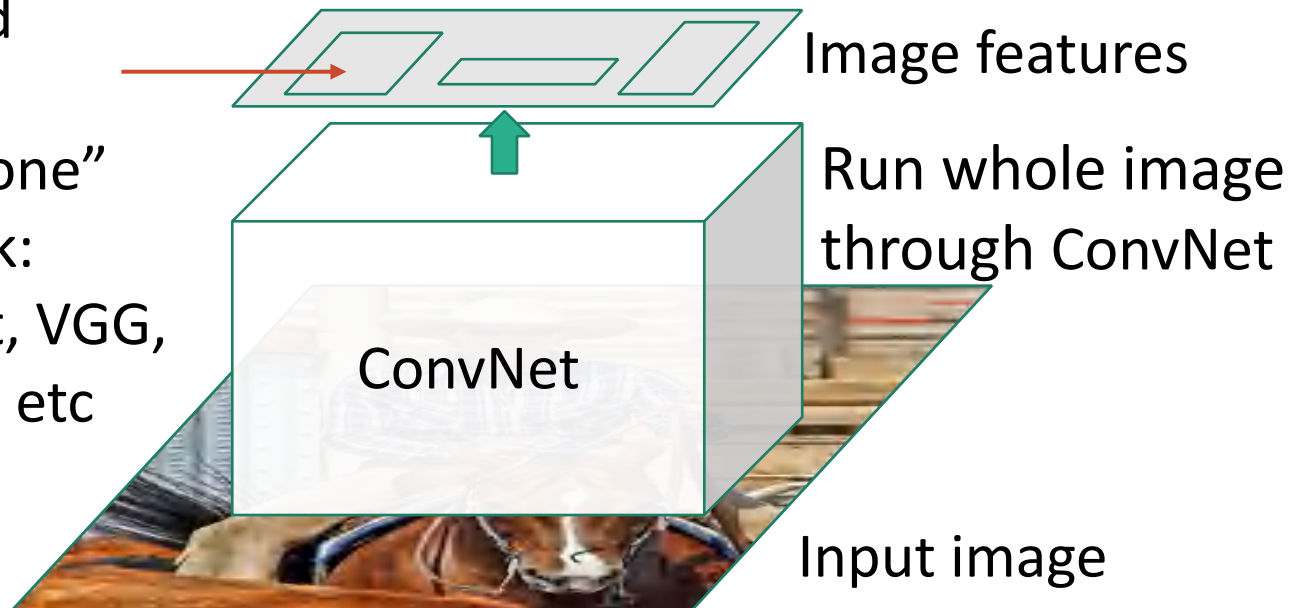 d
Image features
one”
k:
t, VGG,
etc
Run whole image
through ConvNet
ConvNet
Input image